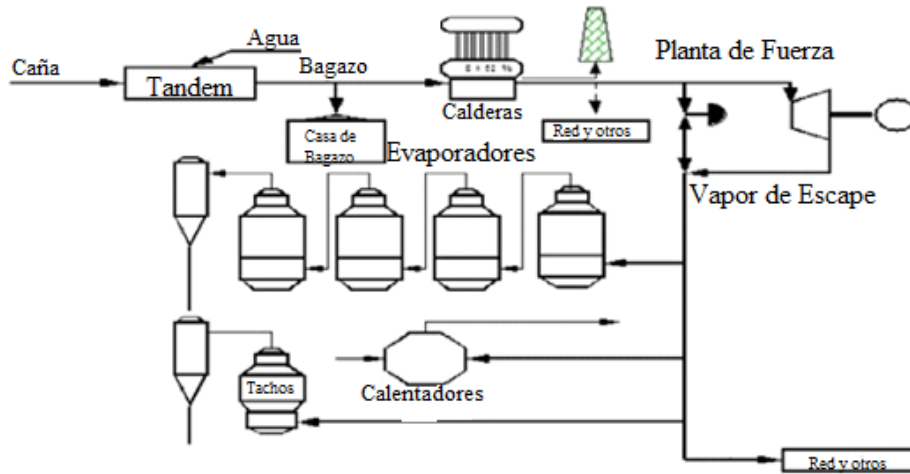 Agua
Caña
Bagazo
Planta de Fuerza
Tandem
Calderas
Casa de
Bagazo
Red y otros
Evaporadores
Vapor de Escape
Tachos
Calentadores
Red y otros